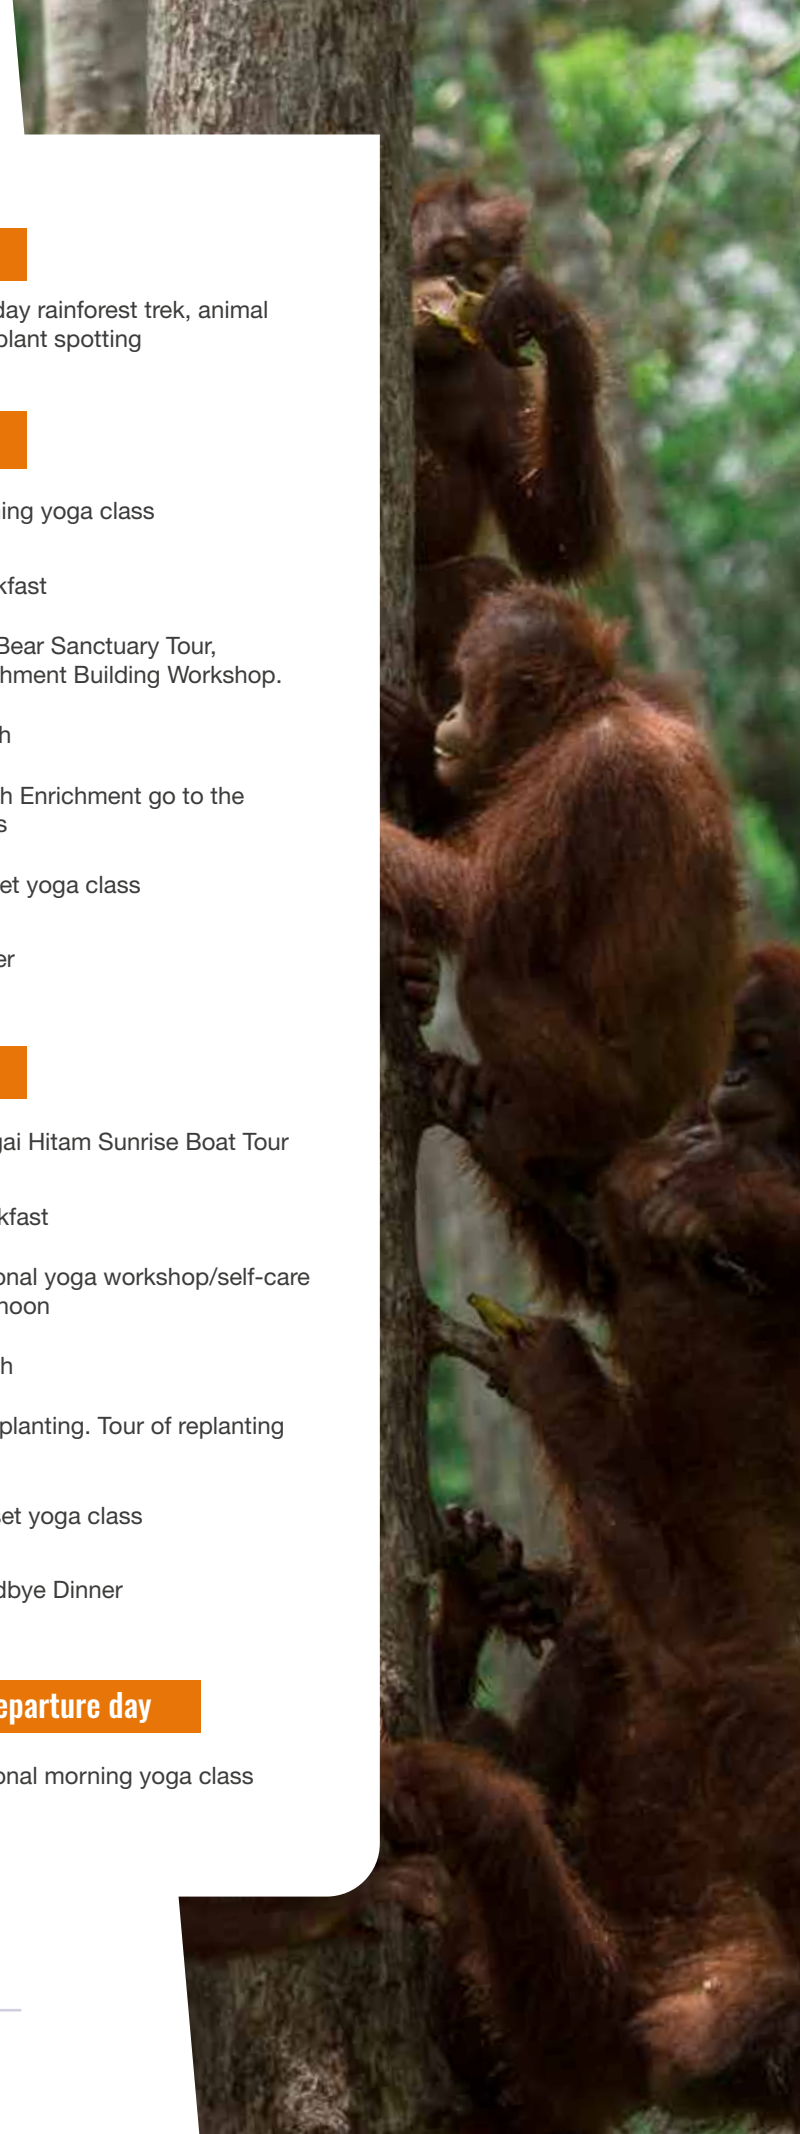 day rainforest trek, animal
plant spotting
ing yoga class
kfast
Bear Sanctuary Tour,
hment Building Workshop.
h
h Enrichment go to the
s
et yoga class
er
gai Hitam Sunrise Boat Tour
kfast
onal yoga workshop/self-care
noon
h
planting. Tour of replanting
et yoga class
dbye Dinner
eparture day
onal morning yoga class